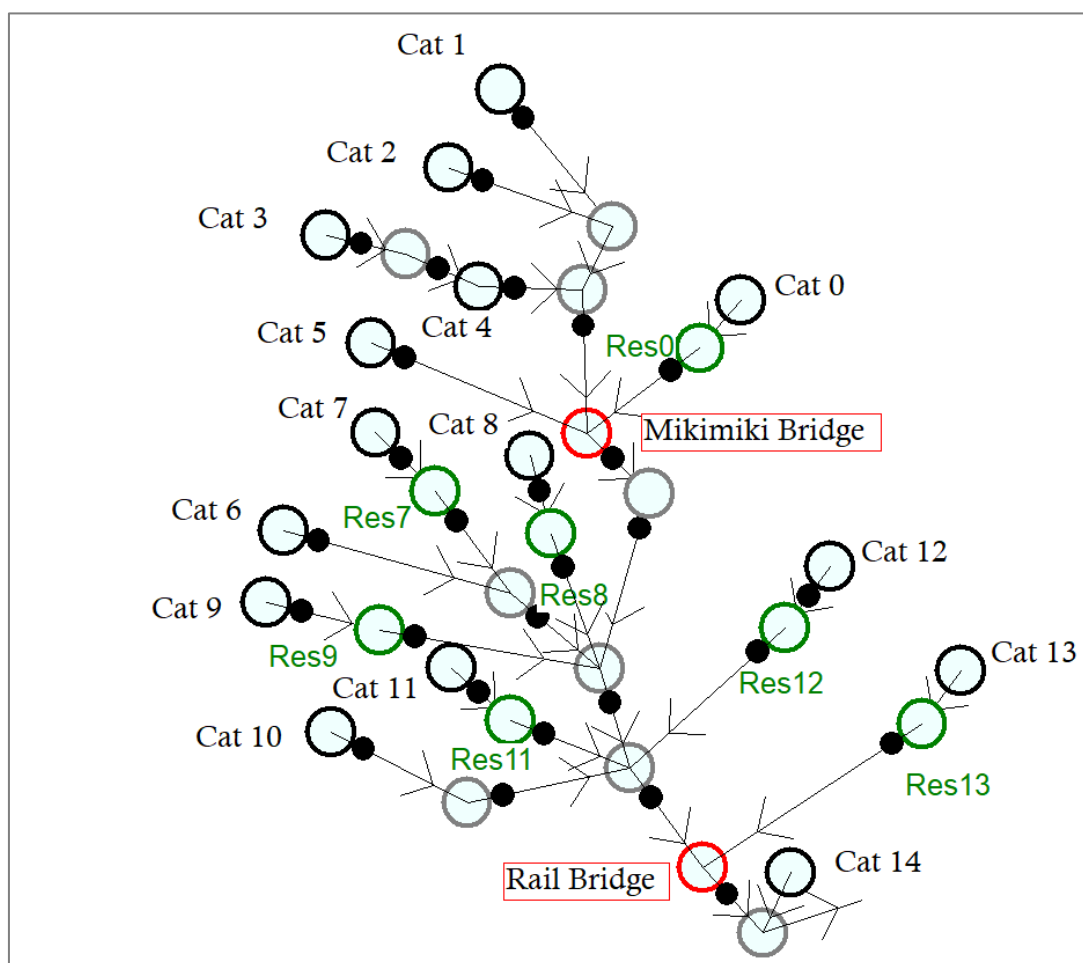 Cat 1
Cat 2
Cat 3
Cat 0
Cat 4
Cat 5
Res0
Cat 7
Cat 8
Mikimiki Bridge
Cat 6
Res7
Cat 12
Cat 9
Res8
Res9
Cat 13
Cat 11
Res12
Cat 10
Res11
Res13
Rail Bridge
Cat 14